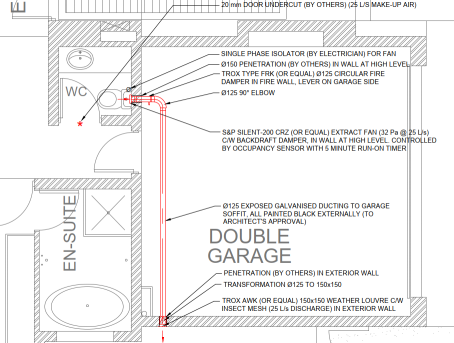 20 mm DOOR UNDERCUT (BY OTHERS) (25 L/S MAKE-UP AIR)
SINGLE PHASE ISOLATOR (BY ELECTRICIAN) FOR FAN
Ø150 PENETRATION (BY OTHERS) IN WALL AT HIGH LEVEL
TROX TYPE FRK (OR EQUAL) Ø125 CIRCULAR FIRE
DAMPER IN FIRE WALL, LEVER ON GARAGE SIDE
Ø125 90° ELBOW
WC
S&P SILENT-200 CRZ (OR EQUAL) EXTRACT FAN (32 Pa @ 25 L/s)
C/W BACKDRAFT DAMPER, IN WALL AT HIGH LEVEL. CONTROLLED
BY OCCUPANCY SENSOR WITH 5 MINUTE RUN-ON TIMER
Ø125 EXPOSED GALVANISED DUCTING TO GARAGE
SOFFIT, ALL PAINTED BLACK EXTERNALLY (TO
ARCHITECT'S APPROVAL)
EN-SUITE
DOUBLE
GARAGE
PENETRATION (BY OTHERS) IN EXTERIOR WALL
TRANSFORMATION Ø125 TO 150x150
TROX AWK (OR EQUAL) 150x150 WEATHER LOUVRE C/W
INSECT MESH (25 L/s DISCHARGE) IN EXTERIOR WALL